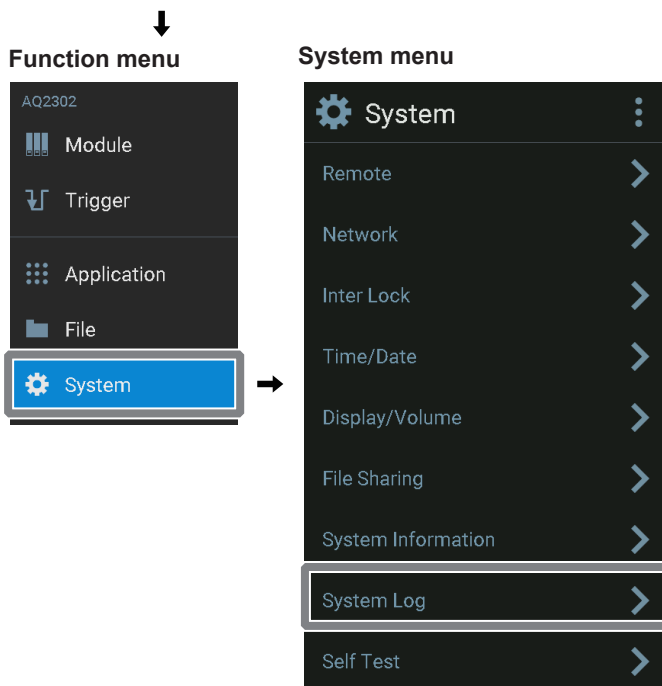 Function menu
AQ2302
Module
Trigger
Application
File
System
System menu
System
Remote
Network
Inter Lock
Time/Date
Display/Volume
File Sharing
System Information
System Log
Self Test